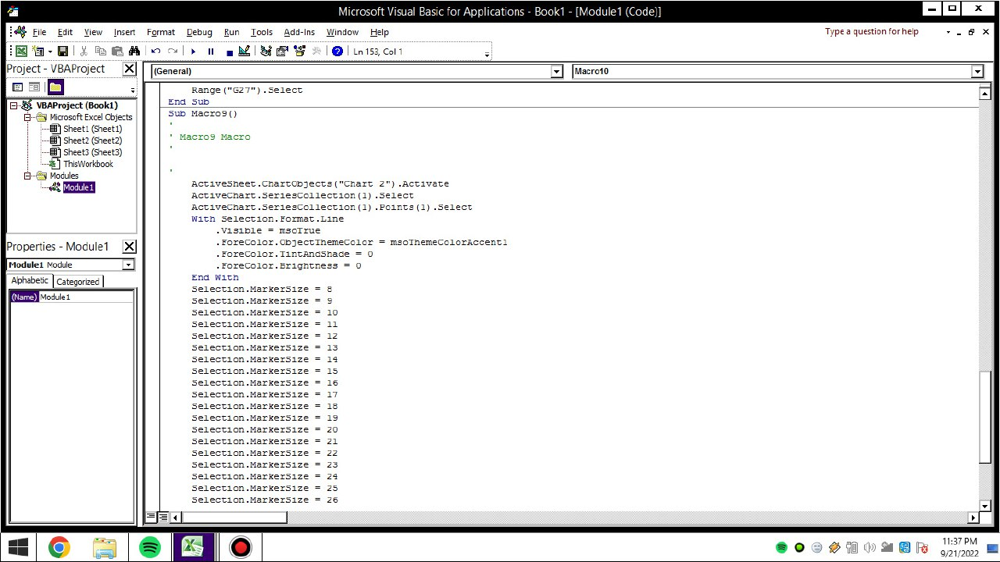 Microsoft Visual Basic for Applications - Book1 - [Module1 (Code)]
File Edit View Insert Format Debug Run Tools Add-Ins Window Help
Type a question for help
Ln 153, Col 1
Project - VBAProject
VBAProject (Book1)
Microsoft Excel Objects
Sheet1 (Sheet1)
Sheet2 (Sheet2)
Sheet3 (Sheet3)
ThisWorkbook
Modules
Module1
Properties - Module1
Module1 Module
Alphabetic Categorized
(Name) Module1
(General)
Macro10
Range("G27").Select
End Sub
Sub Macro9()
'
' Macro9 Macro
'
'
ActiveSheet.ChartObjects("Chart 2").Activate
ActiveChart.SeriesCollection(1).Select
ActiveChart.SeriesCollection(1).Points(1).Select
With Selection.Format.Line
.Visible = msoTrue
.ForeColor.ObjectThemeColor = msoThemeColorAccent1
.ForeColor.TintAndShade = 0
.ForeColor.Brightness = 0
End With
Selection.MarkerSize = 8
Selection.MarkerSize = 9
Selection.MarkerSize = 10
Selection.MarkerSize = 11
Selection.MarkerSize = 12
Selection.MarkerSize = 13
Selection.MarkerSize = 14
Selection.MarkerSize = 15
Selection.MarkerSize = 16
Selection.MarkerSize = 17
Selection.MarkerSize = 18
Selection.MarkerSize = 19
Selection.MarkerSize = 20
Selection.MarkerSize = 21
Selection.MarkerSize = 22
Selection.MarkerSize = 23
Selection.MarkerSize = 24
Selection.MarkerSize = 25
Selection.MarkerSize = 26
11:37 PM
9/21/2022